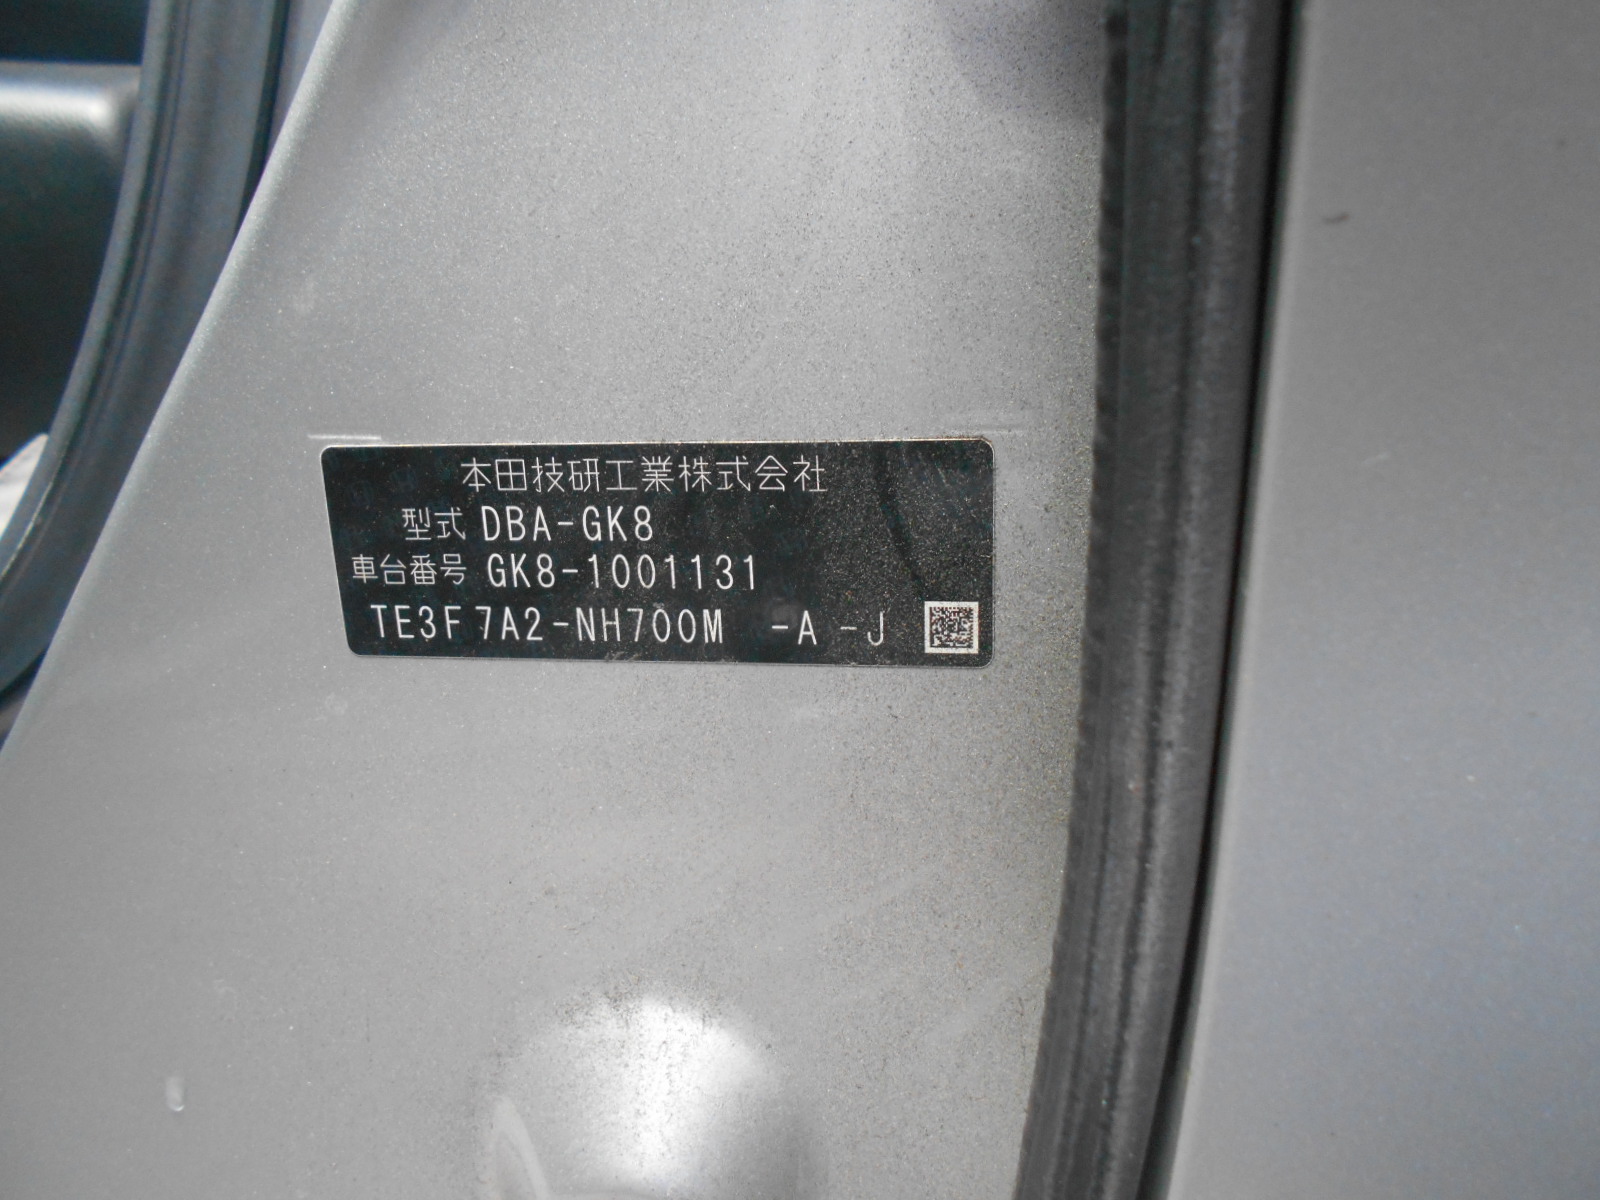 本田技研工業株式会社
型式 DBA-GK8
車台番号 GK8-1001131
TE3F7A2-NH700M -A -J